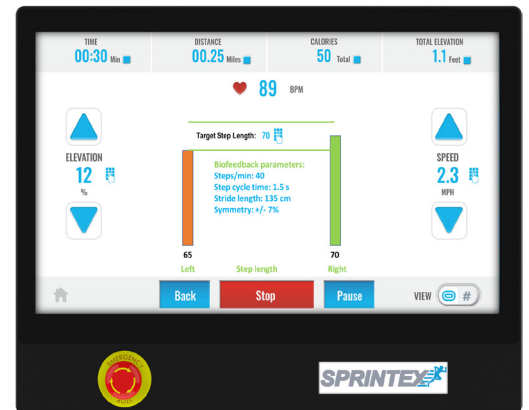 TIME
00:30 Min
DISTANCE
00.25 Miles
CALORIES
50 Total
TOTAL ELEVATION
1.1 Feet
89 BPM
Target Step Length: 70
ELEVATION
12
%
Biofeedback parameters:
Steps/min: 40
Step cycle time: 1.5 s
Stride length: 135 cm
Symmetry: +/- 7%
SPEED
2.3
MPH
65
70
Left
Step length
Right
Back
Stop
Pause
VIEW
#
EMERGENCY
STOP
SPRINTEX